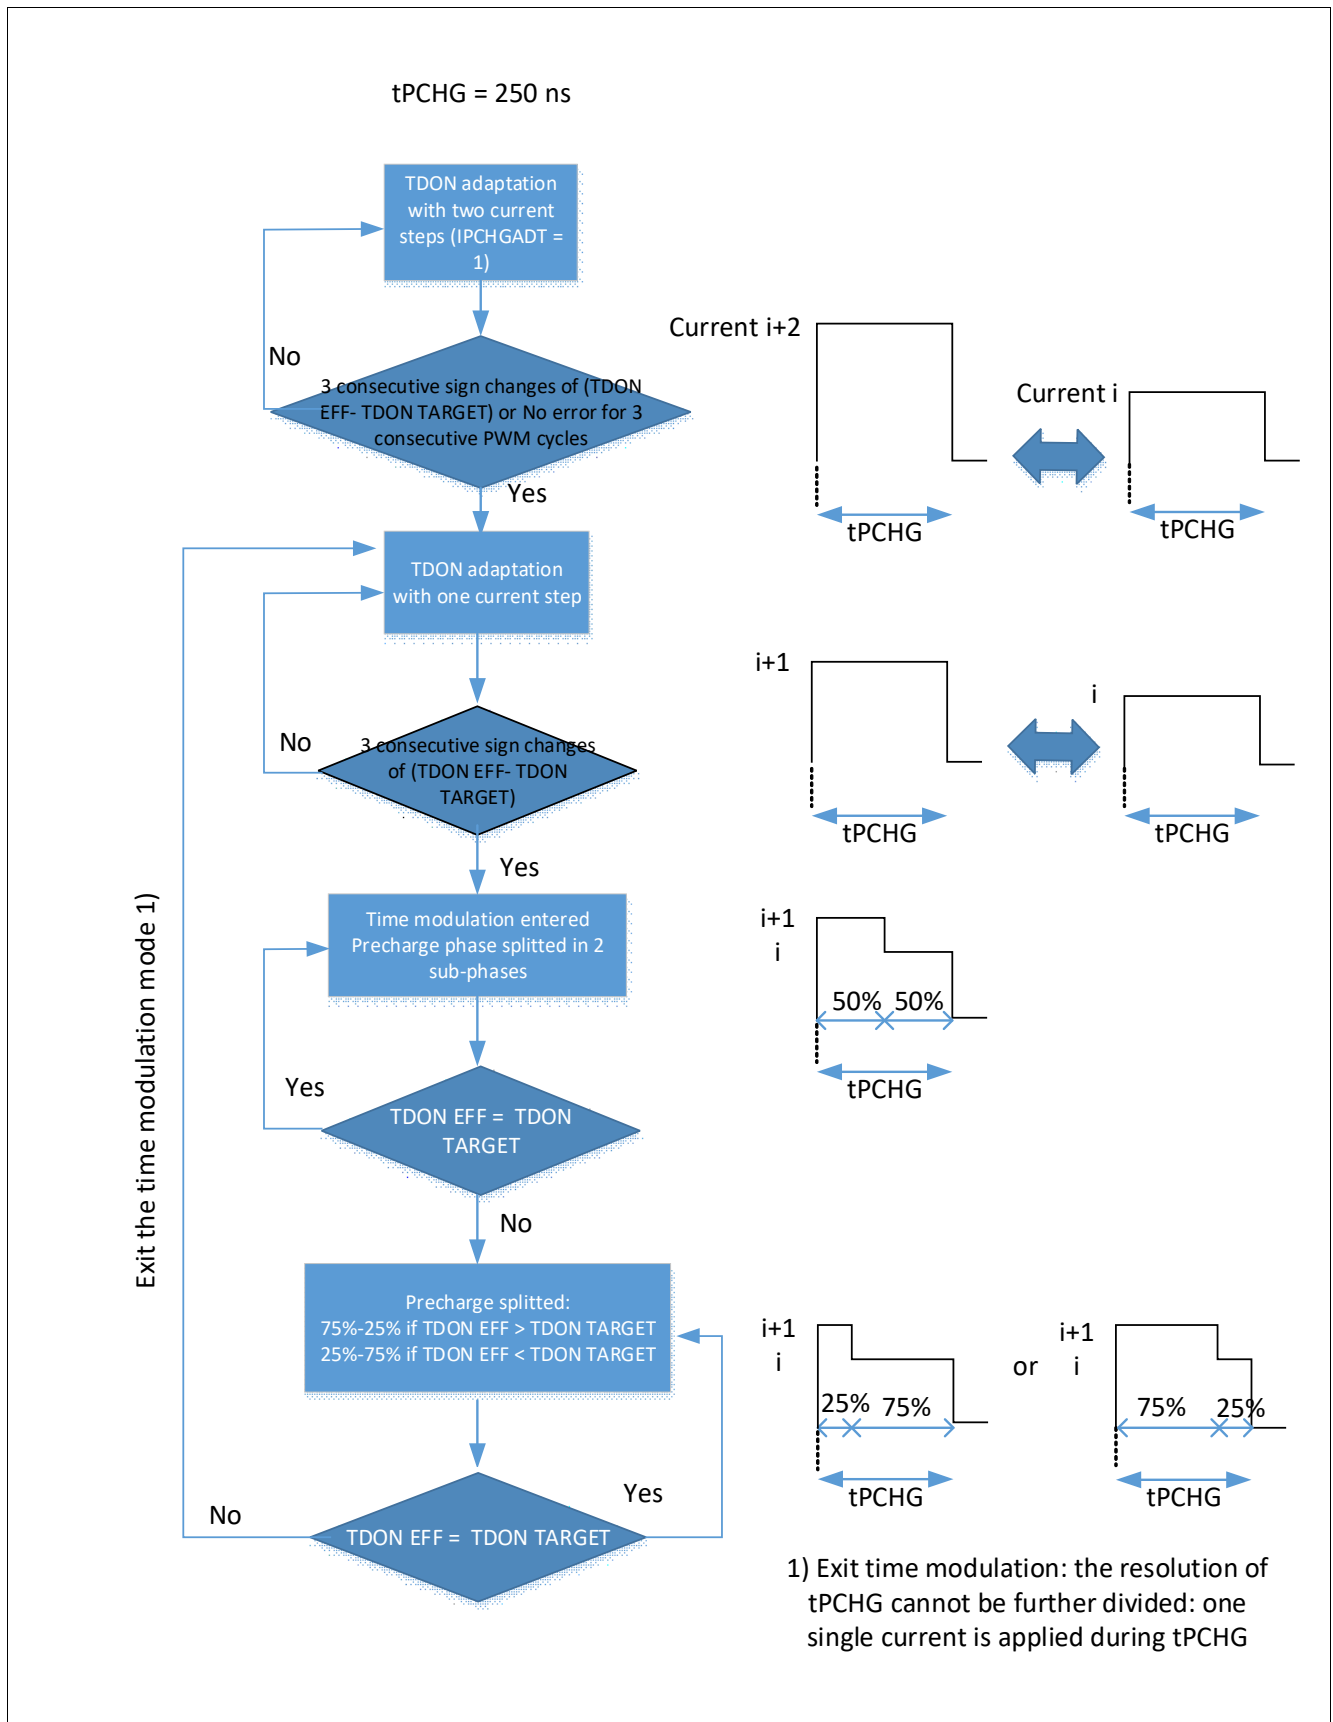 tPCHG = 250 ns
TDON adaptation
with two current
steps (IPCHGADT =
1)
No
3 consecutive sign changes of (TDON
EFF- TDON TARGET) or No error for 3
consecutive PWM cycles
Yes
Current i+2
Current i
tPCHG
tPCHG
TDON adaptation
with one current step
No
3 consecutive sign changes
of (TDON EFF- TDON
TARGET)
Yes
i+1
i
tPCHG
tPCHG
Exit the time modulation mode 1)
Time modulation entered
Precharge phase splitted in 2
sub-phases
i+1
i
50%
50%
tPCHG
Yes
TDON EFF =  TDON
TARGET
No
Precharge splitted:
75%-25% if TDON EFF > TDON TARGET
25%-75% if TDON EFF < TDON TARGET
i+1
i
25%
75%
tPCHG
or
i+1
i
75%
25%
tPCHG
No
Yes
TDON EFF =  TDON TARGET
1) Exit time modulation: the resolution of
tPCHG cannot be further divided: one
single current is applied during tPCHG